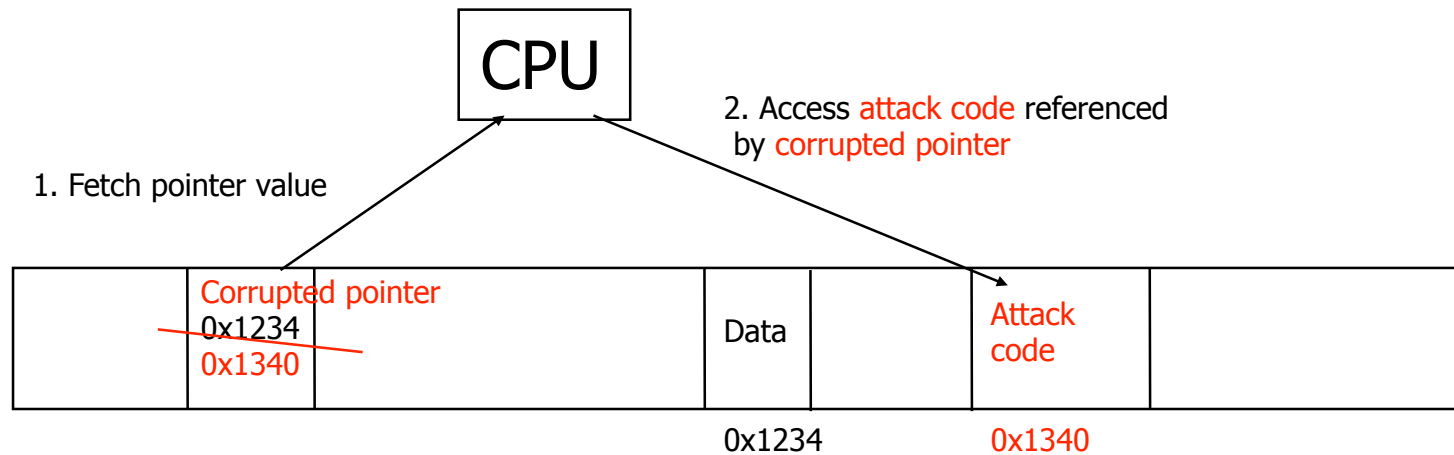 CPU
2. Access attack code referenced
by corrupted pointer
1. Fetch pointer value
Corrupted pointer
0x1234
0x1340
Data
Attack
code
0x1234
0x1340